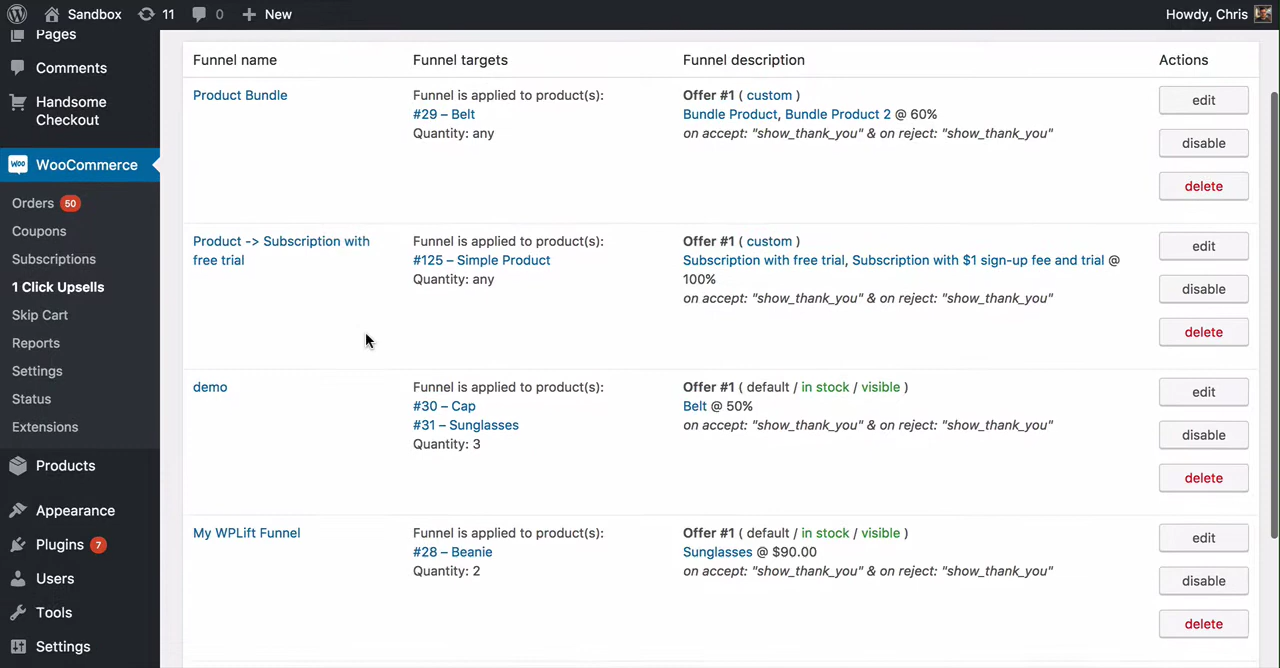 Sandbox 11 0 New Howdy, Chris
Pages
Comments
Handsome
Checkout
WOO WooCommerce
Orders 50
Coupons
Subscriptions
1 Click Upsells
Skip Cart
Reports
Settings
Status
Extensions
Products
Appearance
Plugins 7
Users
Tools
Settings
Funnel name Funnel targets Funnel description Actions
Product Bundle
Funnel is applied to product(s):
#29 – Belt
Quantity: any
Offer #1 ( custom )
Bundle Product, Bundle Product 2 @ 60%
on accept: "show_thank_you" & on reject: "show_thank_you"
edit
disable
delete
Product -> Subscription with
free trial
Funnel is applied to product(s):
#125 – Simple Product
Quantity: any
Offer #1 ( custom )
Subscription with free trial, Subscription with $1 sign-up fee and trial @
100%
on accept: "show_thank_you" & on reject: "show_thank_you"
edit
disable
delete
demo
Funnel is applied to product(s):
#30 – Cap
#31 – Sunglasses
Quantity: 3
Offer #1 ( default / in stock / visible )
Belt @ 50%
on accept: "show_thank_you" & on reject: "show_thank_you"
edit
disable
delete
My WPLift Funnel
Funnel is applied to product(s):
#28 – Beanie
Quantity: 2
Offer #1 ( default / in stock / visible )
Sunglasses @ $90.00
on accept: "show_thank_you" & on reject: "show_thank_you"
edit
disable
delete